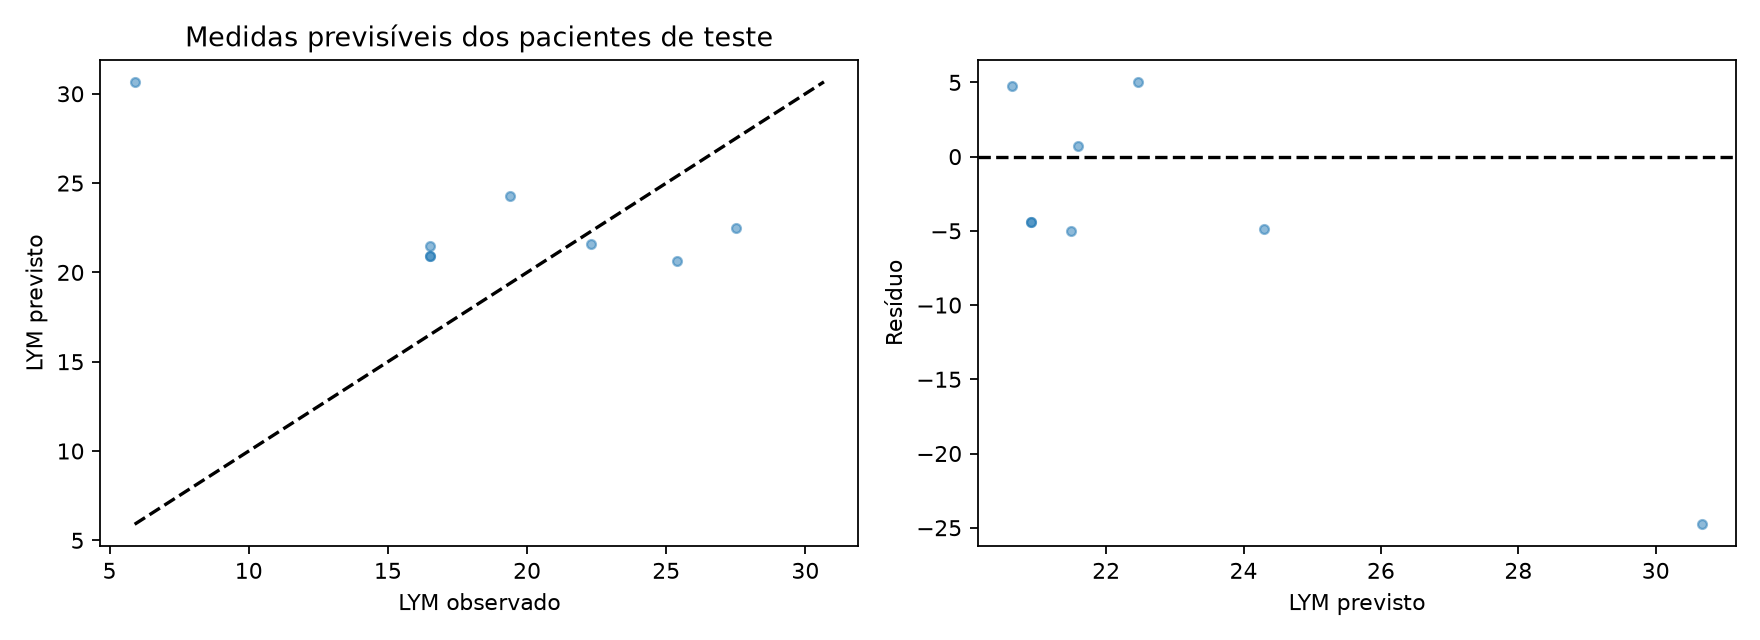 Medidas previsíveis dos pacientes de teste
LYM previsto
30
25
20
15
10
5
5 10 15 20 25 30
LYM observado
Resíduo
5
0
−5
−10
−15
−20
−25
22 24 26 28 30
LYM previsto